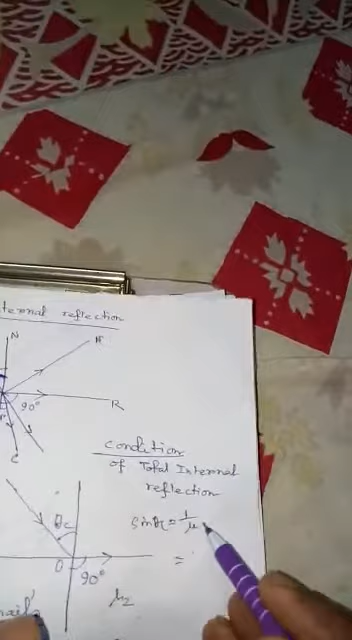 ternal reflection
N
R
90°
C
condition
of Total Internal
reflection
θc
sinθc = 1/μ
=
O
90°
μ2